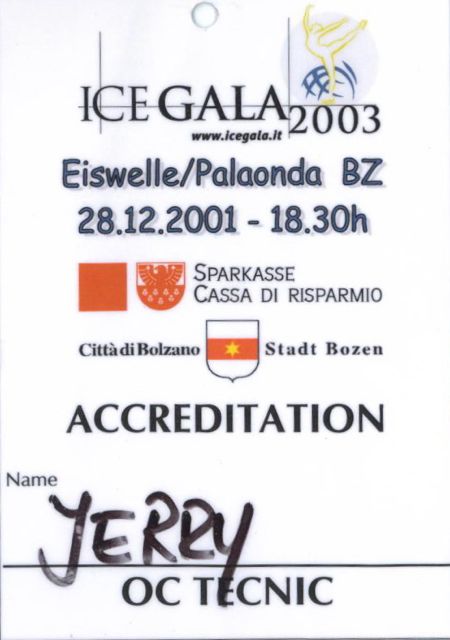 ICE GALA
2003
www.icegala.it
Eiswelle/Palaonda BZ
28.12.2001 - 18.30h
SPARKASSE
CASSA DI RISPARMIO
Città di Bolzano Stadt Bozen
ACCREDITATION
Name
JERRY
OC TECNIC